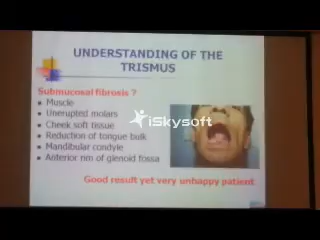 UNDERSTANDING OF THE
TRISMUS
Submucosal fibrosis ?
Muscle
Unerupted molars
Cheek soft tissue
Reduction of tongue bulk
Mandibular condyle
Anterior rim of glenoid fossa
iSkysoft
Good result yet very unhappy patient